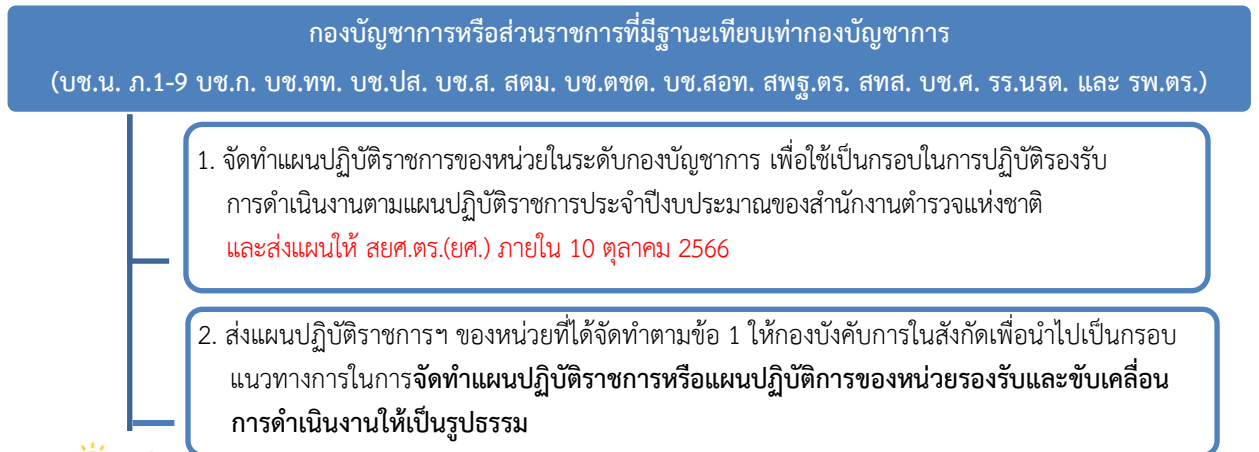 กองบัญชาการหรือส่วนราชการที่มีฐานะเทียบเท่ากองบัญชาการ
(บช.น. ภ.1-9 บช.ก. บช.ทท. บช.ปส. บช.ส. สตม. บช.ตชด. บช.สอท. สพฐ.ตร. สทส. บช.ศ. รร.นรต. และ รพ.ตร.)
1. จัดทำแผนปฏิบัติราชการของหน่วยในระดับกองบัญชาการ เพื่อใช้เป็นกรอบในการปฏิบัติรองรับ
การดำเนินงานตามแผนปฏิบัติราชการประจำปีงบประมาณของสำนักงานตำรวจแห่งชาติ
และส่งแผนให้ สยศ.ตร.(ยศ.) ภายใน 10 ตุลาคม 2566
2. ส่งแผนปฏิบัติราชการฯ ของหน่วยที่ได้จัดทำตามข้อ 1 ให้กองบังคับการในสังกัดเพื่อนำไปเป็นกรอบ
แนวทางการในการจัดทำแผนปฏิบัติราชการหรือแผนปฏิบัติการของหน่วยรองรับและขับเคลื่อน
การดำเนินงานให้เป็นรูปธรรม